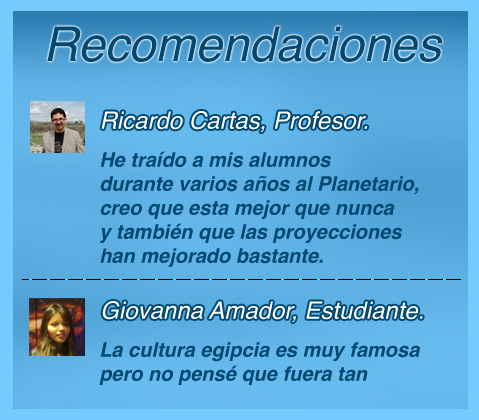 Recomendaciones
Ricardo Cartas, Profesor.
He traído a mis alumnos
durante varios años al Planetario,
creo que esta mejor que nunca
y también que las proyecciones
han mejorado bastante.
Giovanna Amador, Estudiante.
La cultura egipcia es muy famosa
pero no pensé que fuera tan